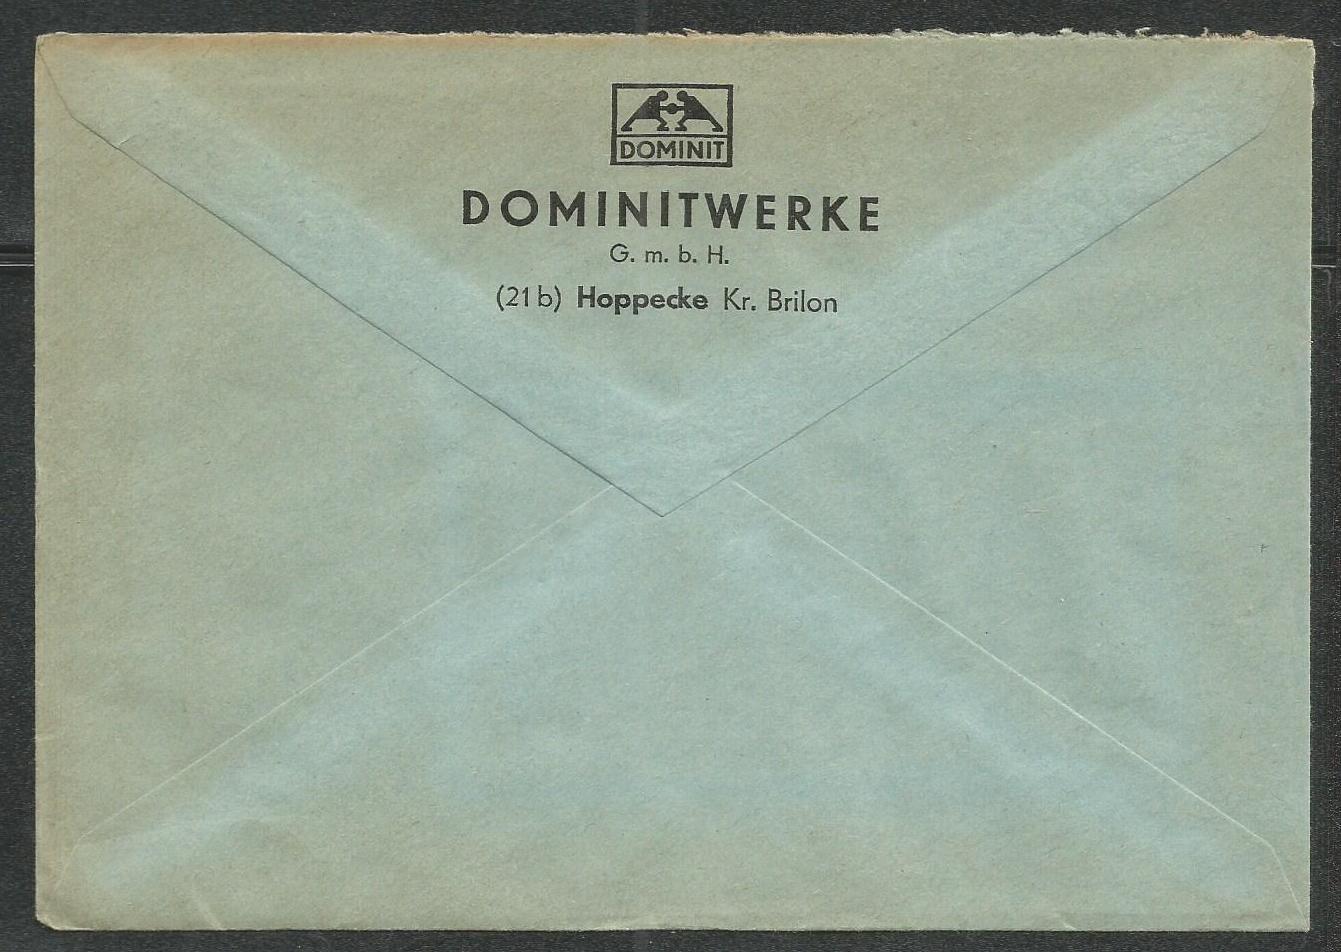 DOMINIT
DOMINITWERKE
G. m. b. H.
(21b) Hoppecke Kr. Brilon